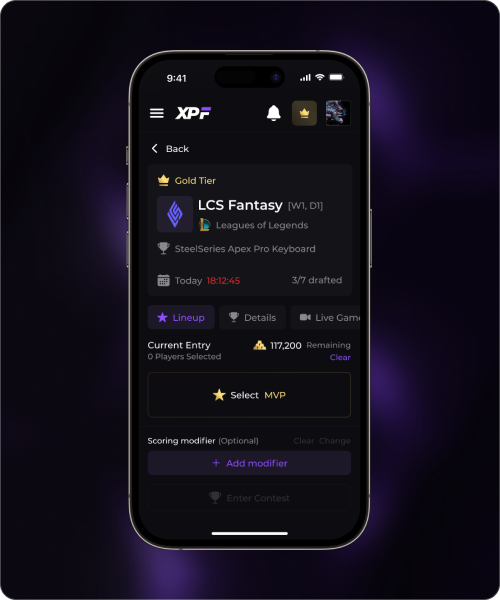 9:41
XPF
Back
Gold Tier
LCS Fantasy [W1, D1]
Leagues of Legends
SteelSeries Apex Pro Keyboard
Today 18:12:45 3/7 drafted
Lineup Details Live Game
Current Entry 117,200 Remaining
0 Players Selected Clear
Select MVP
Scoring modifier (Optional) Clear Change
+ Add modifier
Enter Contest